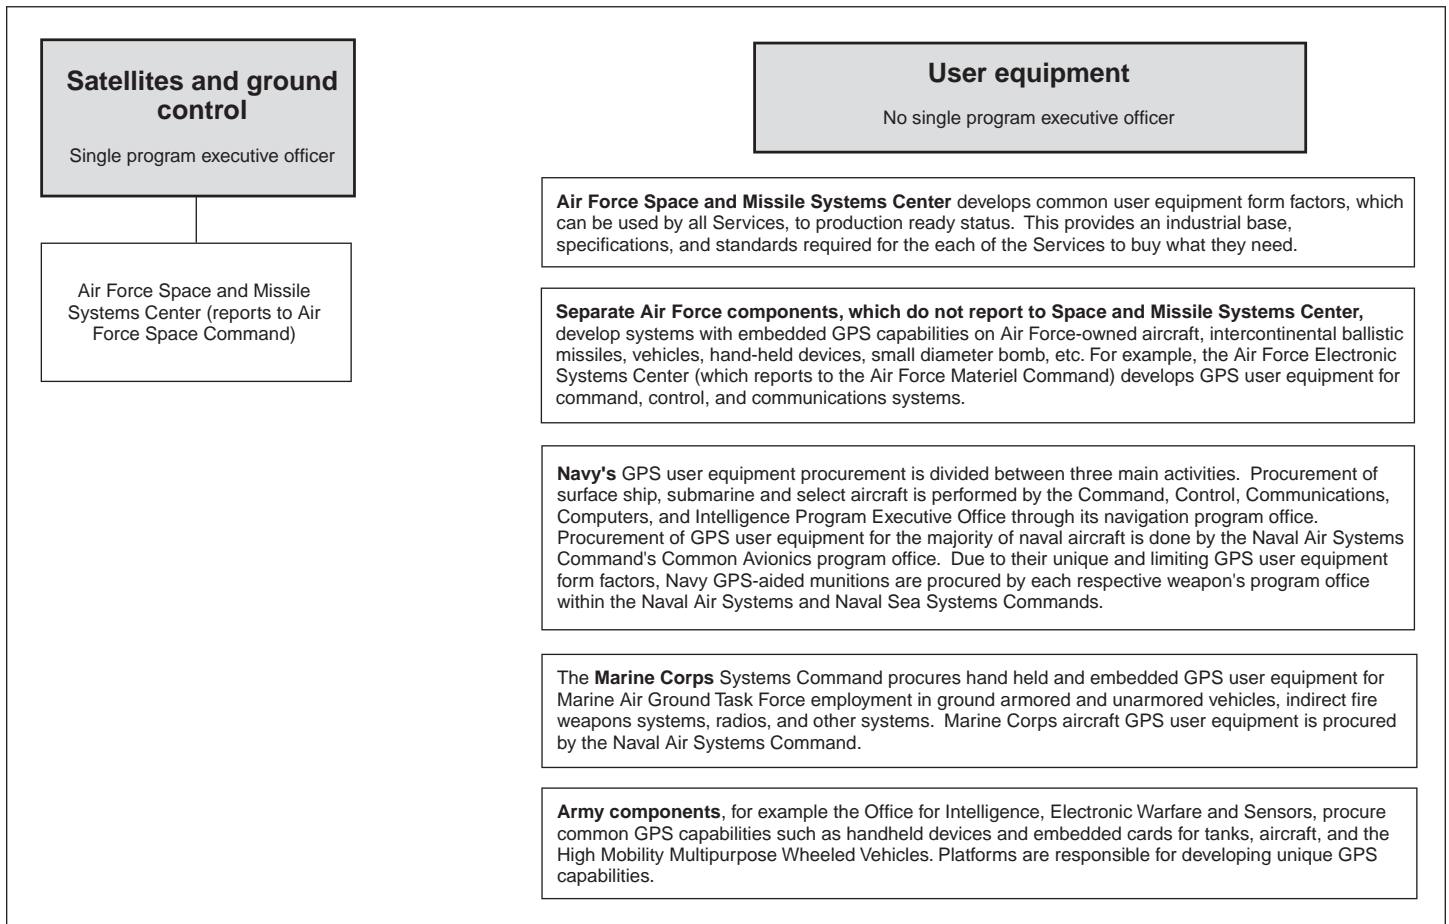 Satellites and ground
control
Single program executive officer
Air Force Space and Missile
Systems Center (reports to Air
Force Space Command)
User equipment
No single program executive officer
Air Force Space and Missile Systems Center develops common user equipment form factors, which
can be used by all Services, to production ready status.  This provides an industrial base,
specifications, and standards required for the each of the Services to buy what they need.
Separate Air Force components, which do not report to Space and Missile Systems Center,
develop systems with embedded GPS capabilities on Air Force-owned aircraft, intercontinental ballistic
missiles, vehicles, hand-held devices, small diameter bomb, etc. For example, the Air Force Electronic
Systems Center (which reports to the Air Force Materiel Command) develops GPS user equipment for
command, control, and communications systems.
Navy's GPS user equipment procurement is divided between three main activities.  Procurement of
surface ship, submarine and select aircraft is performed by the Command, Control, Communications,
Computers, and Intelligence Program Executive Office through its navigation program office.
Procurement of GPS user equipment for the majority of naval aircraft is done by the Naval Air Systems
Command's Common Avionics program office.  Due to their unique and limiting GPS user equipment
form factors, Navy GPS-aided munitions are procured by each respective weapon's program office
within the Naval Air Systems and Naval Sea Systems Commands.
The Marine Corps Systems Command procures hand held and embedded GPS user equipment for
Marine Air Ground Task Force employment in ground armored and unarmored vehicles, indirect fire
weapons systems, radios, and other systems.  Marine Corps aircraft GPS user equipment is procured
by the Naval Air Systems Command.
Army components, for example the Office for Intelligence, Electronic Warfare and Sensors, procure
common GPS capabilities such as handheld devices and embedded cards for tanks, aircraft, and the
High Mobility Multipurpose Wheeled Vehicles. Platforms are responsible for developing unique GPS
capabilities.